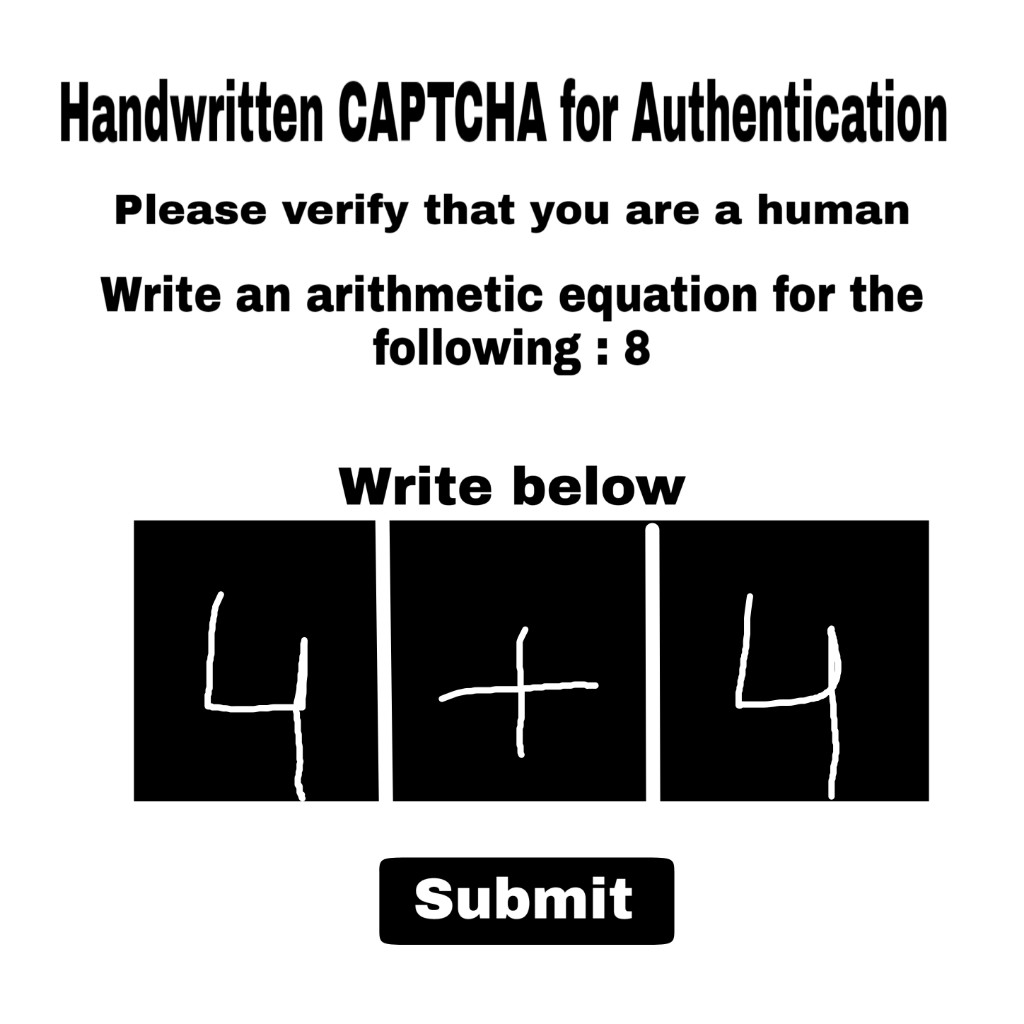 Handwritten CAPTCHA for Authentication
Please verify that you are a human
Write an arithmetic equation for the
following : 8
Write below
4 + 4
Submit